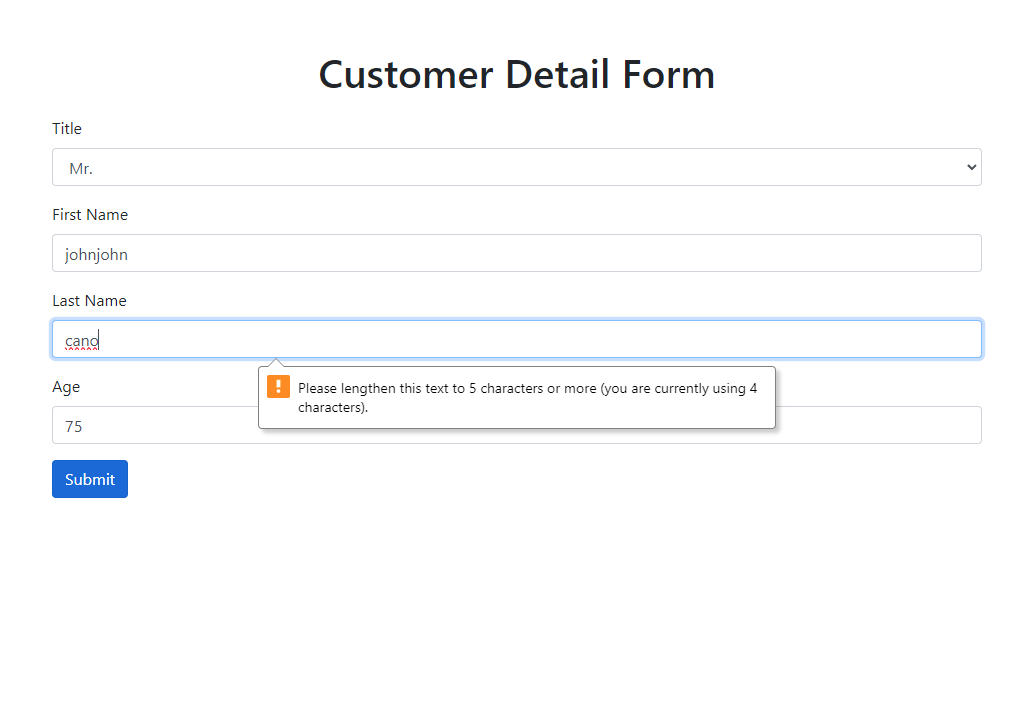 Customer Detail Form
Title
Mr.
First Name
johnjohn
Last Name
cano
Please lengthen this text to 5 characters or more (you are currently using 4
characters).
Age
75
Submit